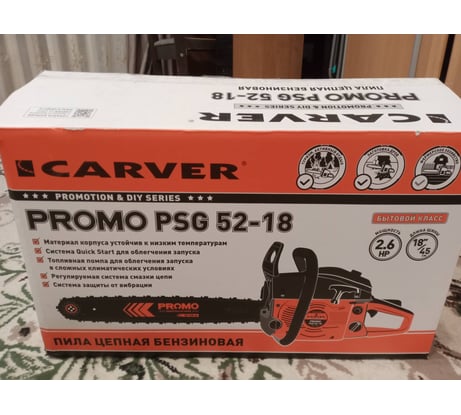 ПИЛА ЦЕПНАЯ БЕНЗИНОВАЯ
PROMO PSG 52-18
★★★ PROMOTION & DIY SERIES ★★★
CARVER
CARVER
★★★ PROMOTION & DIY SERIES ★★★
PROMO PSG 52-18
Материал корпуса устойчив к низким температурам
Система Quick Start для облегчения запуска
Топливная помпа для облегчения запуска
в сложных климатических условиях
Регулируемая система смазки цепи
Система защиты от вибрации
БЫТОВОЙ КЛАСС
МОЩНОСТЬ
2.6
HP
ДЛИНА ШИНЫ
18"
45
PROMO
ПИЛА ЦЕПНАЯ БЕНЗИНОВАЯ